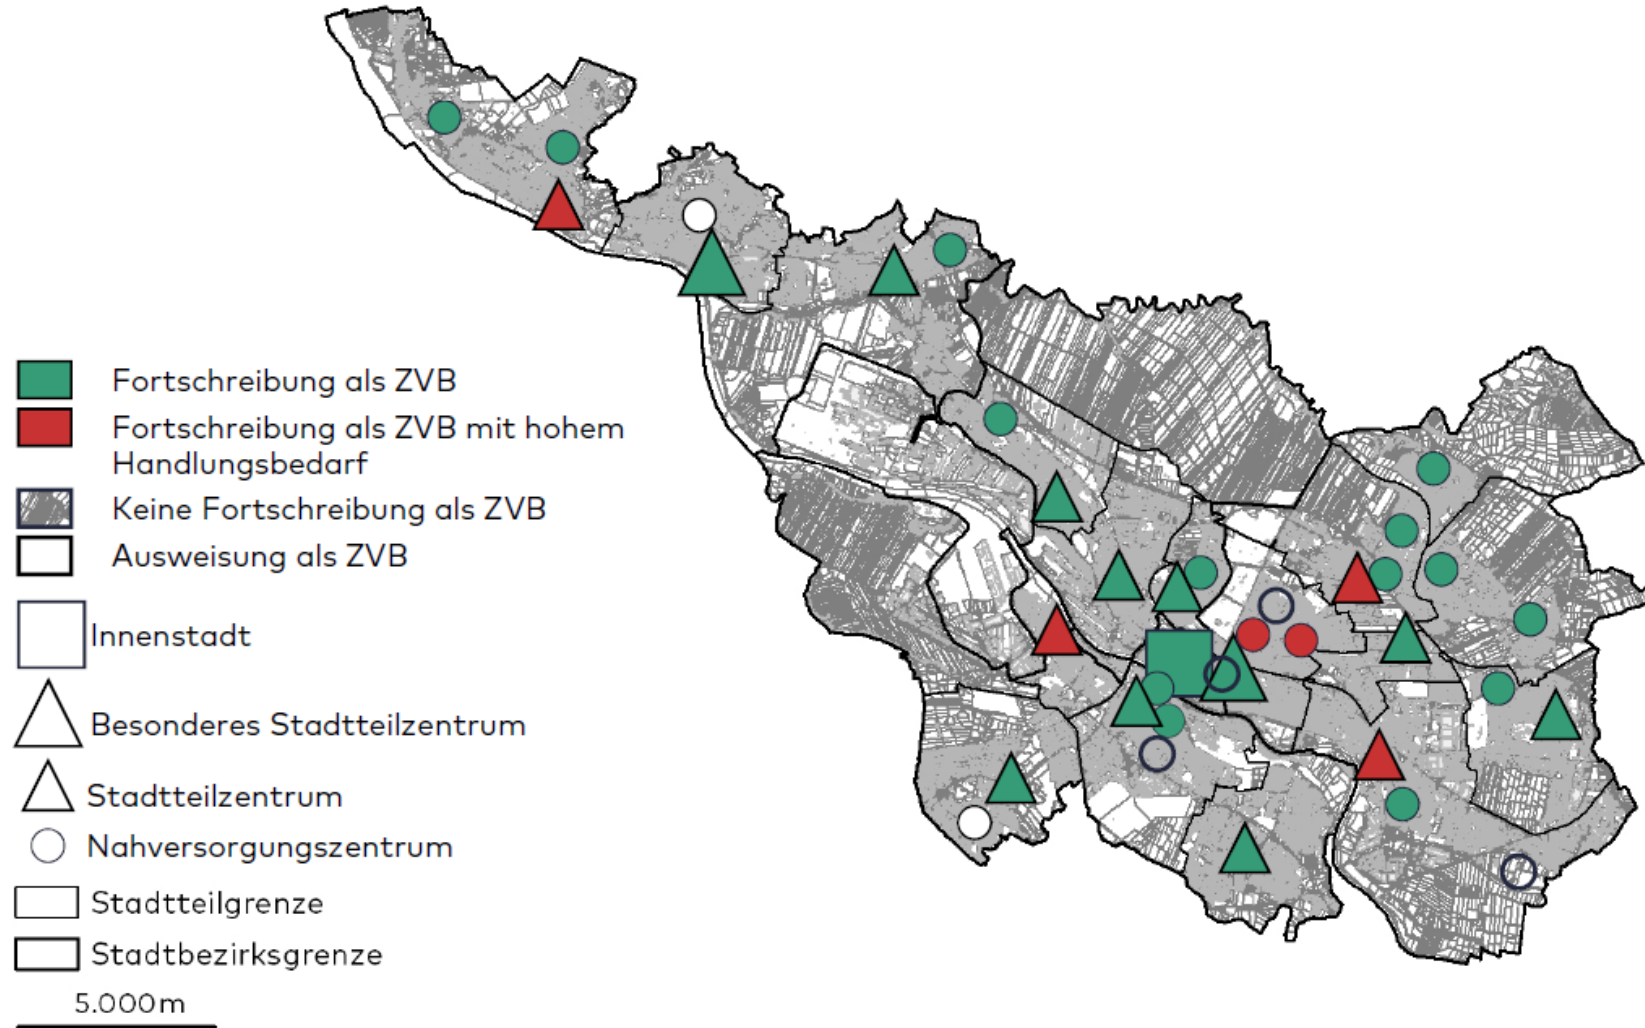 Fortschreibung als ZVB
Fortschreibung als ZVB mit hohem
Handlungsbedarf
Keine Fortschreibung als ZVB
Ausweisung als ZVB
Innenstadt
Besonderes Stadtteilzentrum
Stadtteilzentrum
Nahversorgungszentrum
Stadtteilgrenze
Stadtbezirksgrenze
5.000m